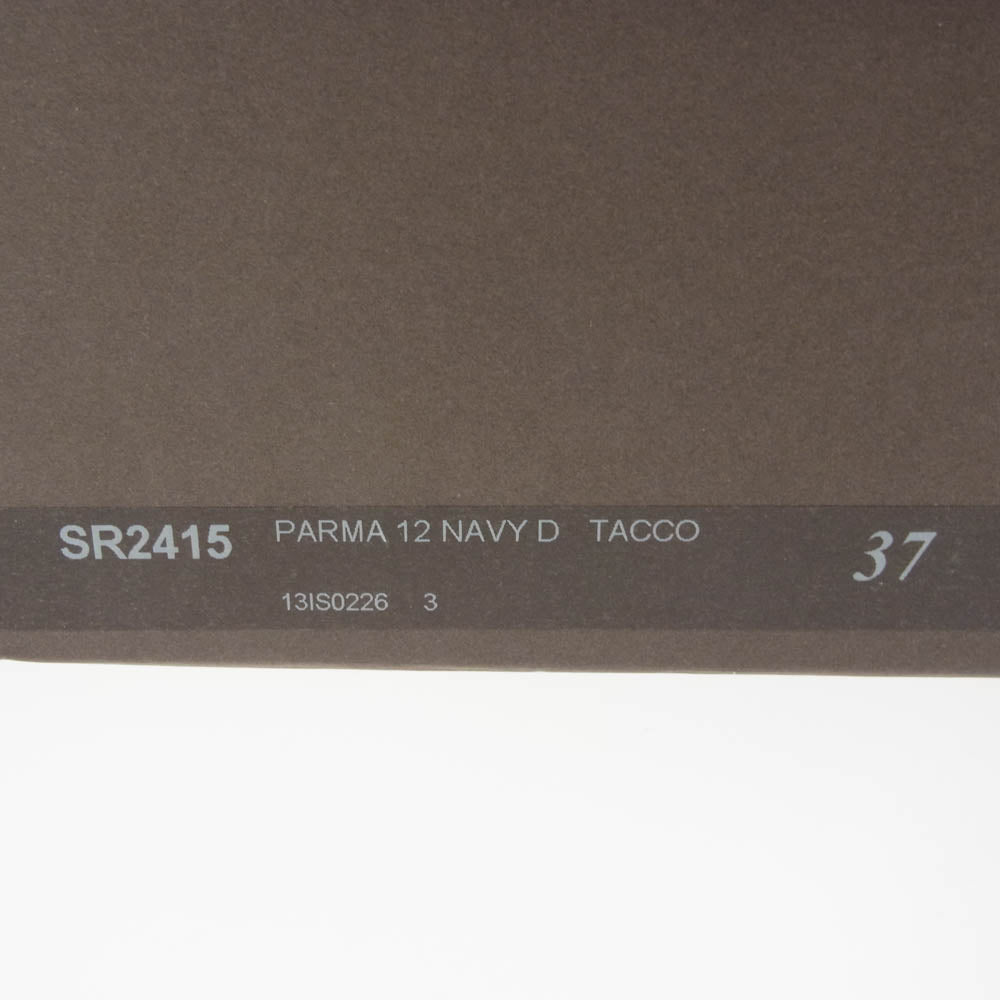 SR2415 PARMA 12 NAVY D TACCO 37
13IS0226 3